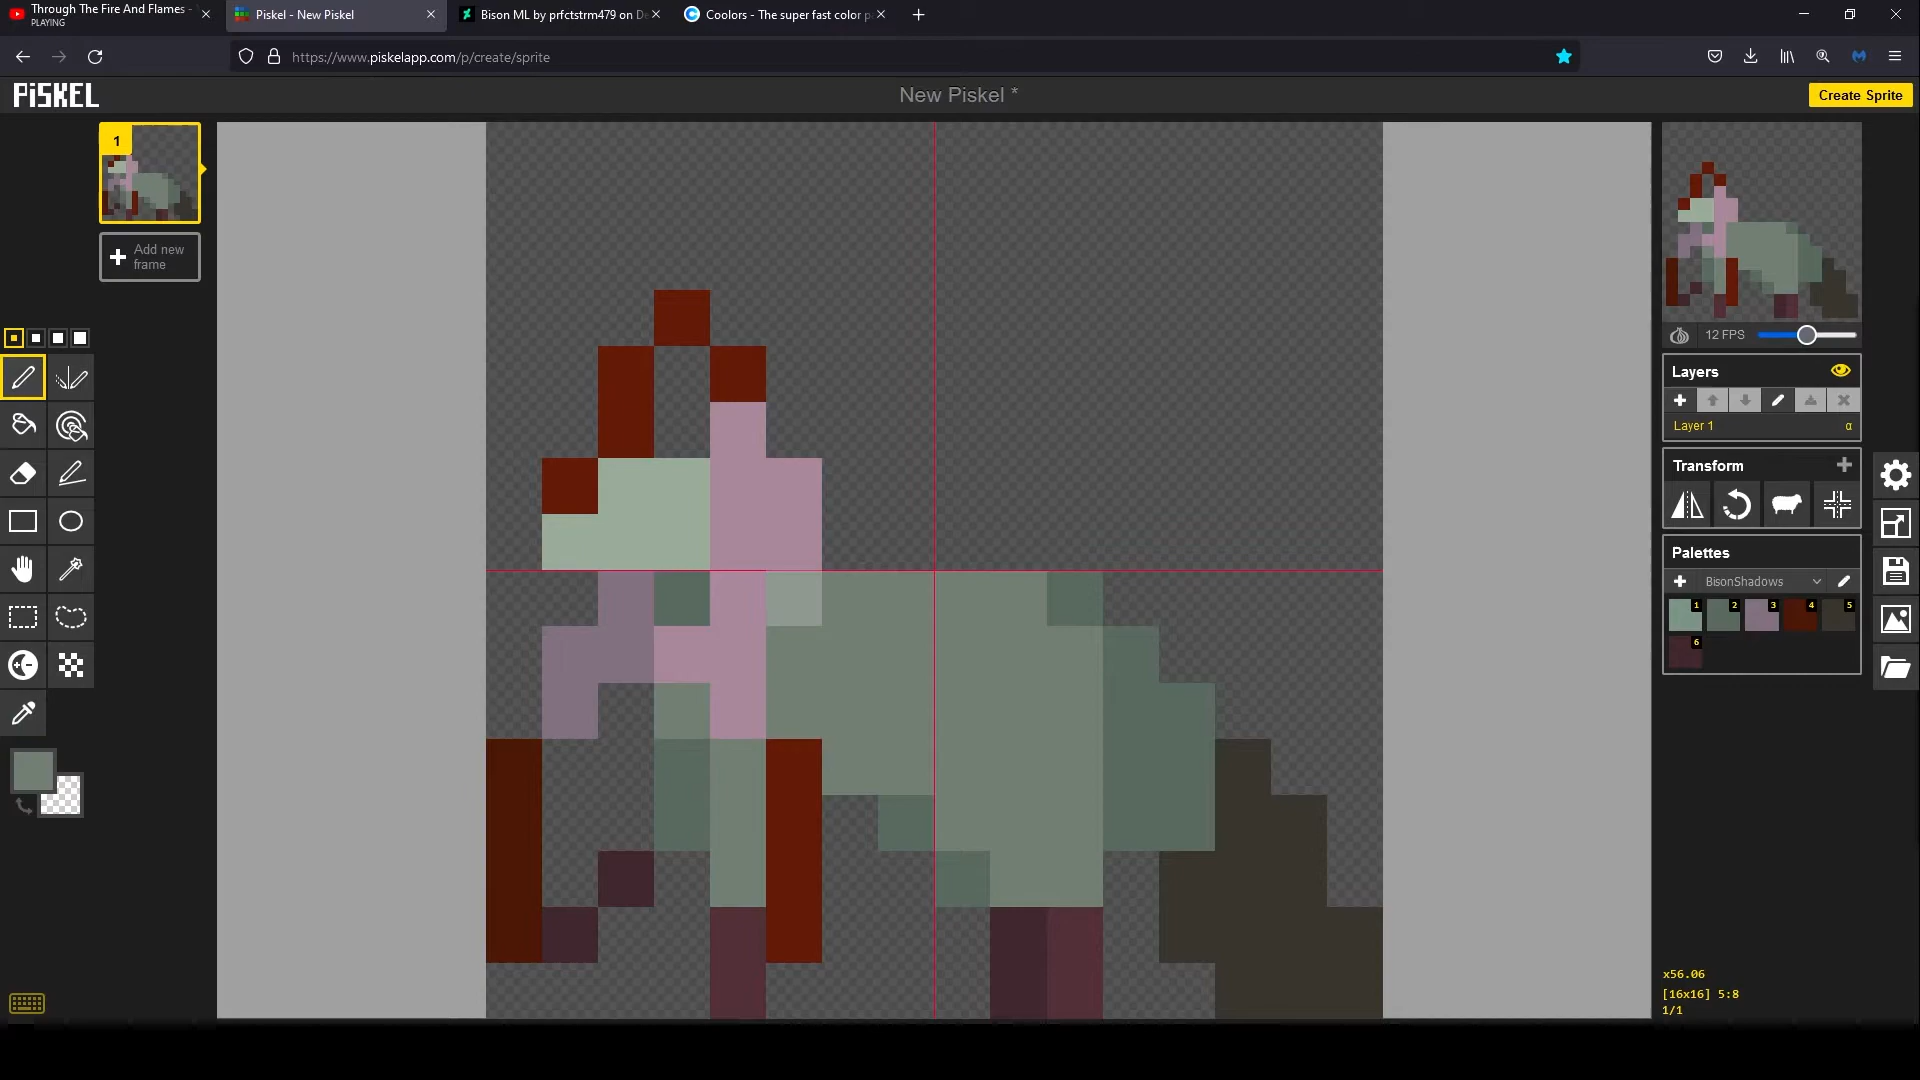 Through The Fire And Flames -
PLAYING
Piskel - New Piskel
Bison ML by prfctstrm479 on De
Coolors - The super fast color p
https://www.piskelapp.com/p/create/sprite
PiSKEL
New Piskel *
Create Sprite
1
Add new
frame
12 FPS
Layers
Layer 1
α
Transform
Palettes
BisonShadows
1 2 3 4 5
6
x56.06
[16x16] 5:8
1/1